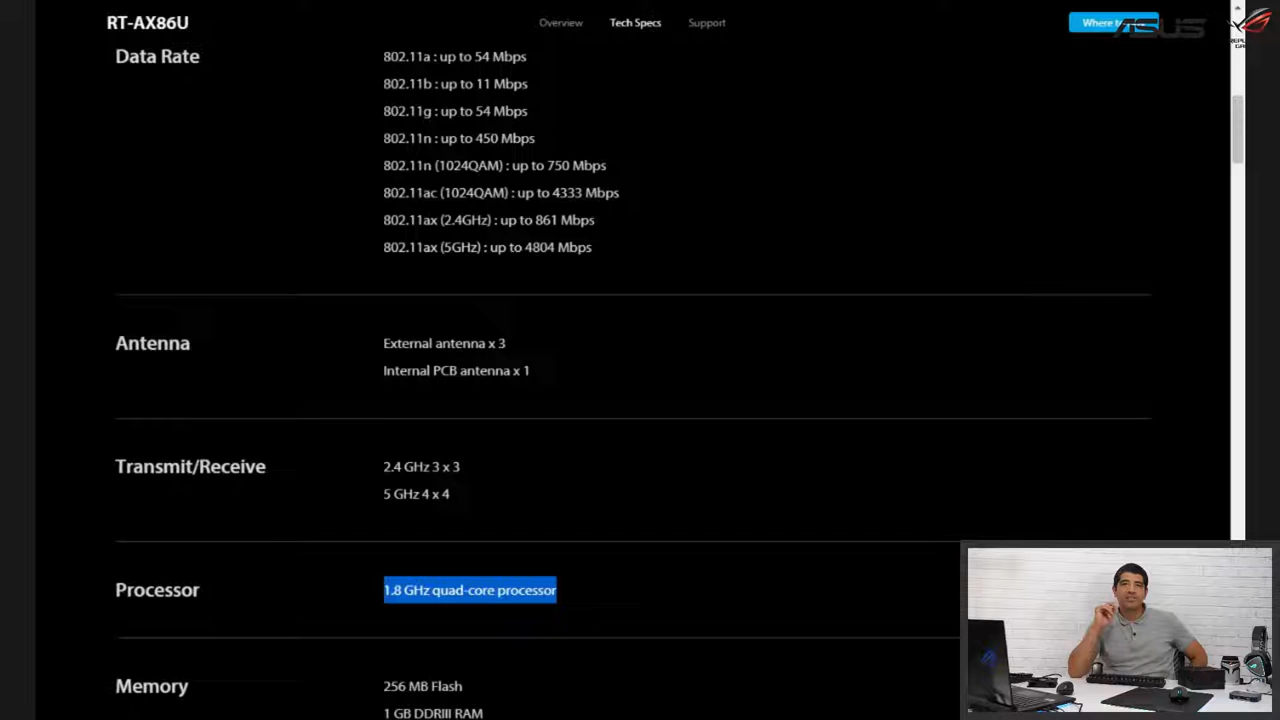 RT-AX86U
Overview
Tech Specs
Support
Where to
ASUS
Data Rate
802.11a : up to 54 Mbps
802.11b : up to 11 Mbps
802.11g : up to 54 Mbps
802.11n : up to 450 Mbps
802.11n (1024QAM) : up to 750 Mbps
802.11ac (1024QAM) : up to 4333 Mbps
802.11ax (2.4GHz) : up to 861 Mbps
802.11ax (5GHz) : up to 4804 Mbps
Antenna
External antenna x 3
Internal PCB antenna x 1
Transmit/Receive
2.4 GHz 3 x 3
5 GHz 4 x 4
Processor
1.8 GHz quad-core processor
Memory
256 MB Flash
1 GB DDRIII RAM